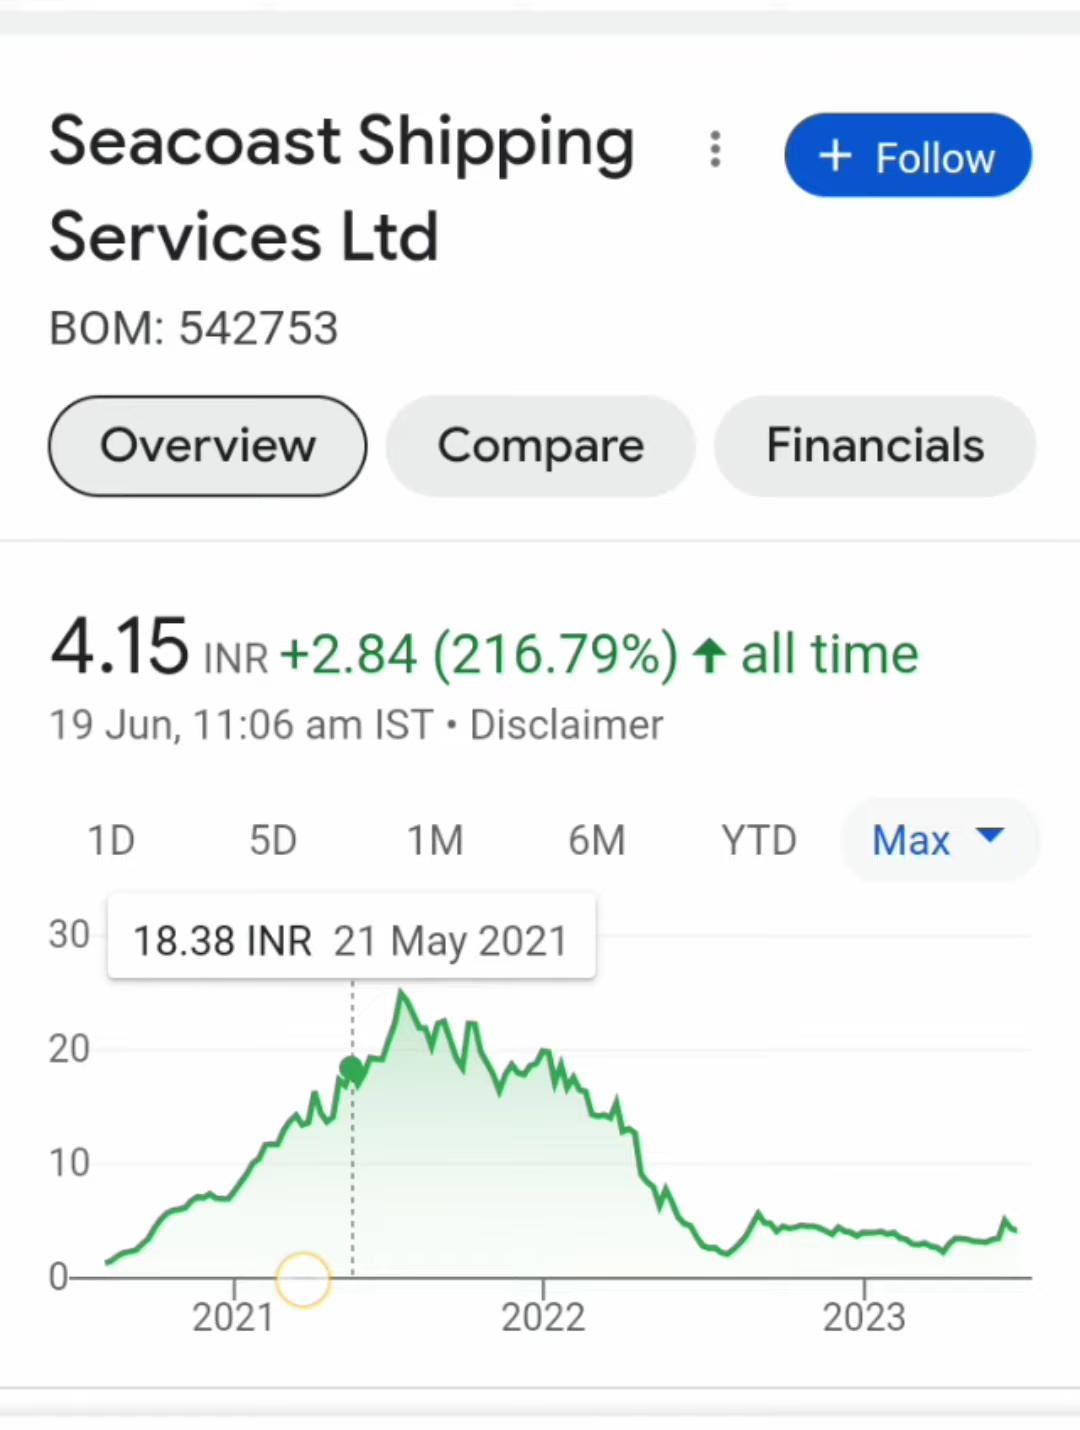 Seacoast Shipping
Services Ltd
+ Follow
BOM: 542753
Overview Compare Financials
4.15 INR +2.84 (216.79%) ↑ all time
19 Jun, 11:06 am IST • Disclaimer
1D 5D 1M 6M YTD Max
18.38 INR 21 May 2021
30
20
10
0
2021 2022 2023